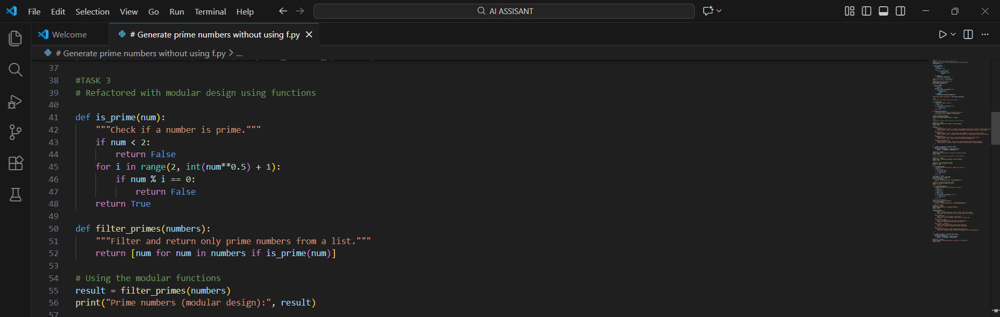 File Edit Selection View Go Run Terminal Help
AI ASSISANT
Welcome
# Generate prime numbers without using f.py
# Generate prime numbers without using f.py > ...
37
38 #TASK 3
39 # Refactored with modular design using functions
40
41 def is_prime(num):
42 """Check if a number is prime."""
43 if num < 2:
44 return False
45 for i in range(2, int(num**0.5) + 1):
46 if num % i == 0:
47 return False
48 return True
49
50 def filter_primes(numbers):
51 """Filter and return only prime numbers from a list."""
52 return [num for num in numbers if is_prime(num)]
53
54 # Using the modular functions
55 result = filter_primes(numbers)
56 print("Prime numbers (modular design):", result)
57